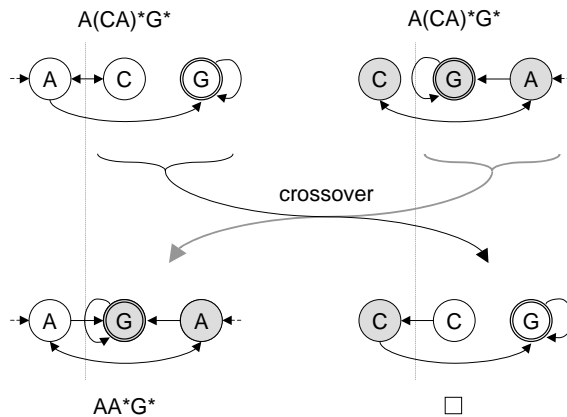 A(CA)*G* A(CA)*G*
A C G C G A
crossover
A G A C C G
AA*G* □